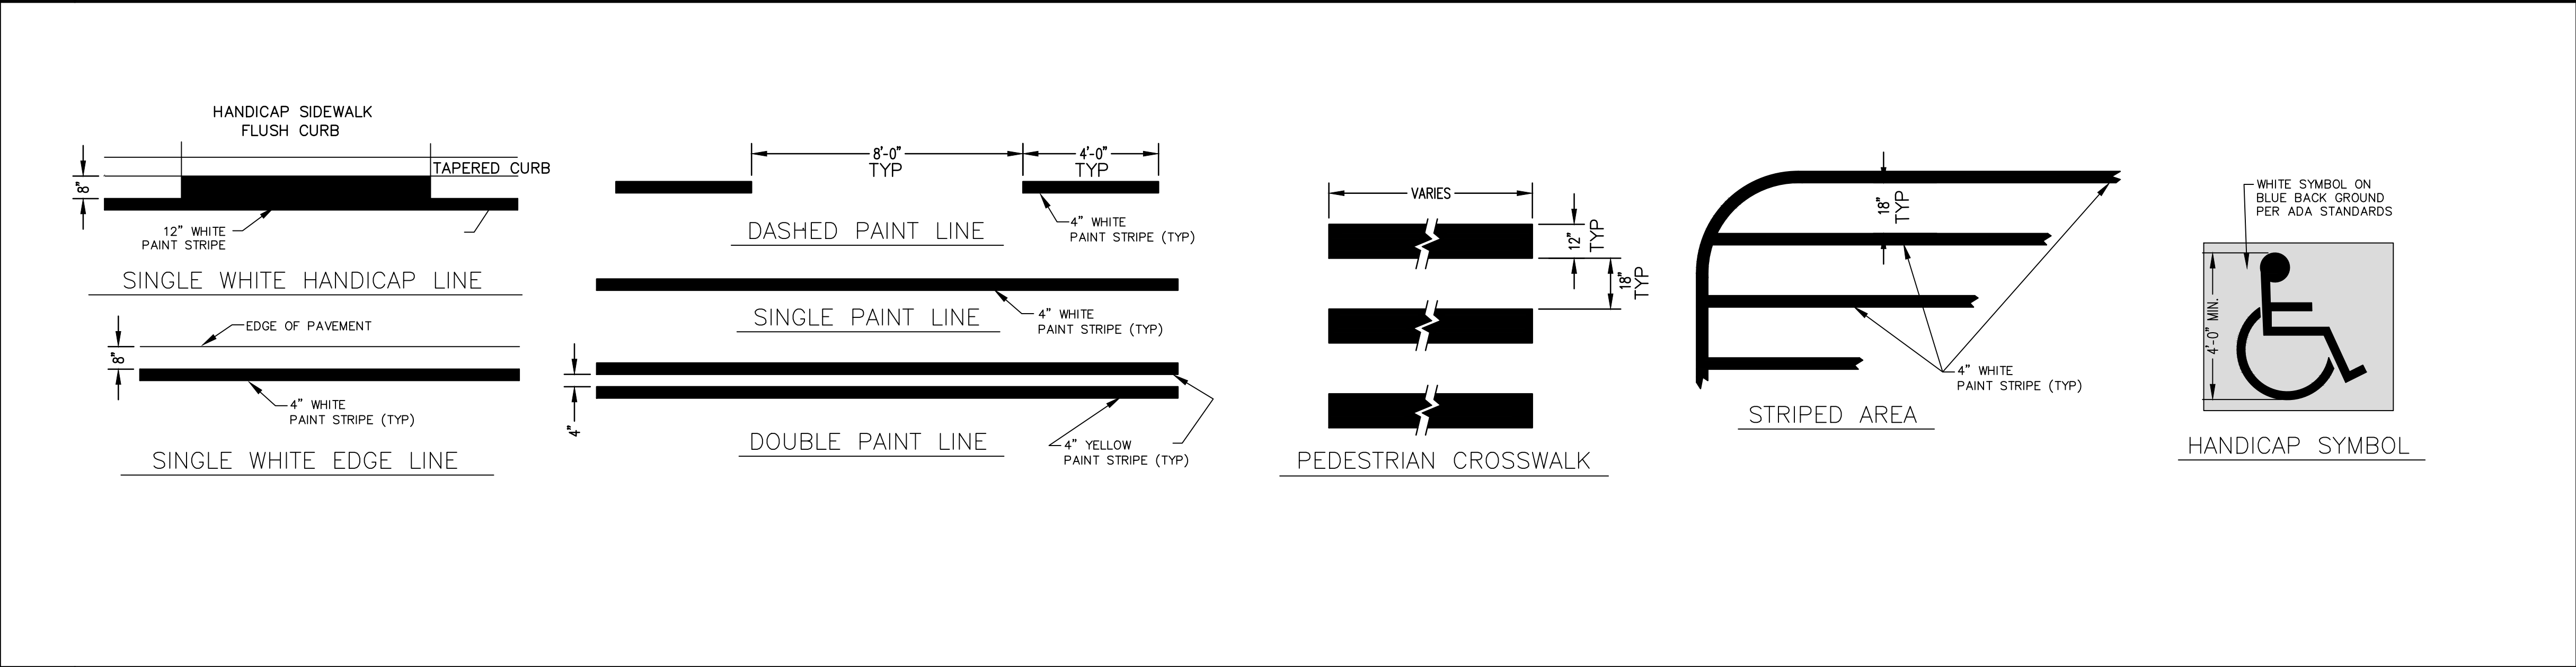 HANDICAP SIDEWALK
FLUSH CURB
TAPERED CURB
8"
12" WHITE
PAINT STRIPE
SINGLE WHITE HANDICAP LINE
EDGE OF PAVEMENT
8"
4" WHITE
PAINT STRIPE (TYP)
SINGLE WHITE EDGE LINE
8'-0"
TYP
4'-0"
TYP
4" WHITE
PAINT STRIPE (TYP)
DASHED PAINT LINE
4" WHITE
PAINT STRIPE (TYP)
SINGLE PAINT LINE
4"
4" YELLOW
PAINT STRIPE (TYP)
DOUBLE PAINT LINE
VARIES
12"
TYP
18"
TYP
PEDESTRIAN CROSSWALK
18"
TYP
4" WHITE
PAINT STRIPE (TYP)
STRIPED AREA
WHITE SYMBOL ON
BLUE BACK GROUND
PER ADA STANDARDS
4'-0" MIN.
HANDICAP SYMBOL